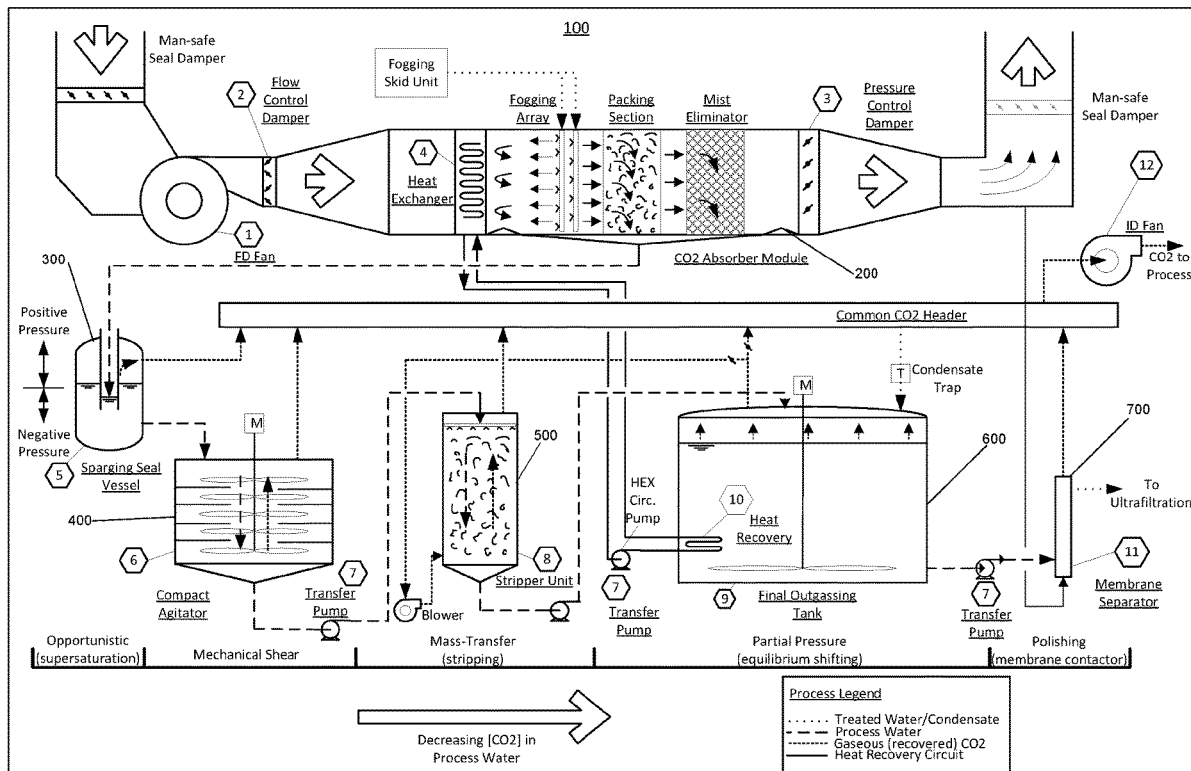 100
Man-safe
Seal Damper
2
Flow
Control
Damper
Fogging
Skid Unit
Fogging
Array
Packing
Section
Mist
Eliminator
3
Pressure
Control
Damper
Man-safe
Seal Damper
4
Heat
Exchanger
12
1
FD Fan
ID Fan
CO2 to
Process
CO2 Absorber Module
200
300
Positive
Pressure
Common CO2 Header
T
Condensate
Trap
M
M
700
Negative
Pressure
5
Sparging Seal
Vessel
500
600
400
HEX
Circ.
Pump
10
Heat
Recovery
To
Ultrafiltration
6
7
8
Stripper Unit
11
Compact
Agitator
Transfer
Pump
Blower
7
Transfer
Pump
9
Final Outgassing
Tank
7
Transfer
Pump
Membrane
Separator
Opportunistic
(supersaturation)
Mechanical Shear
Mass-Transfer
(stripping)
Partial Pressure
(equilibrium shifting)
Polishing
(membrane contactor)
Decreasing [CO2] in
Process Water
Process Legend
Treated Water/Condensate
Process Water
Gaseous (recovered) CO2
Heat Recovery Circuit